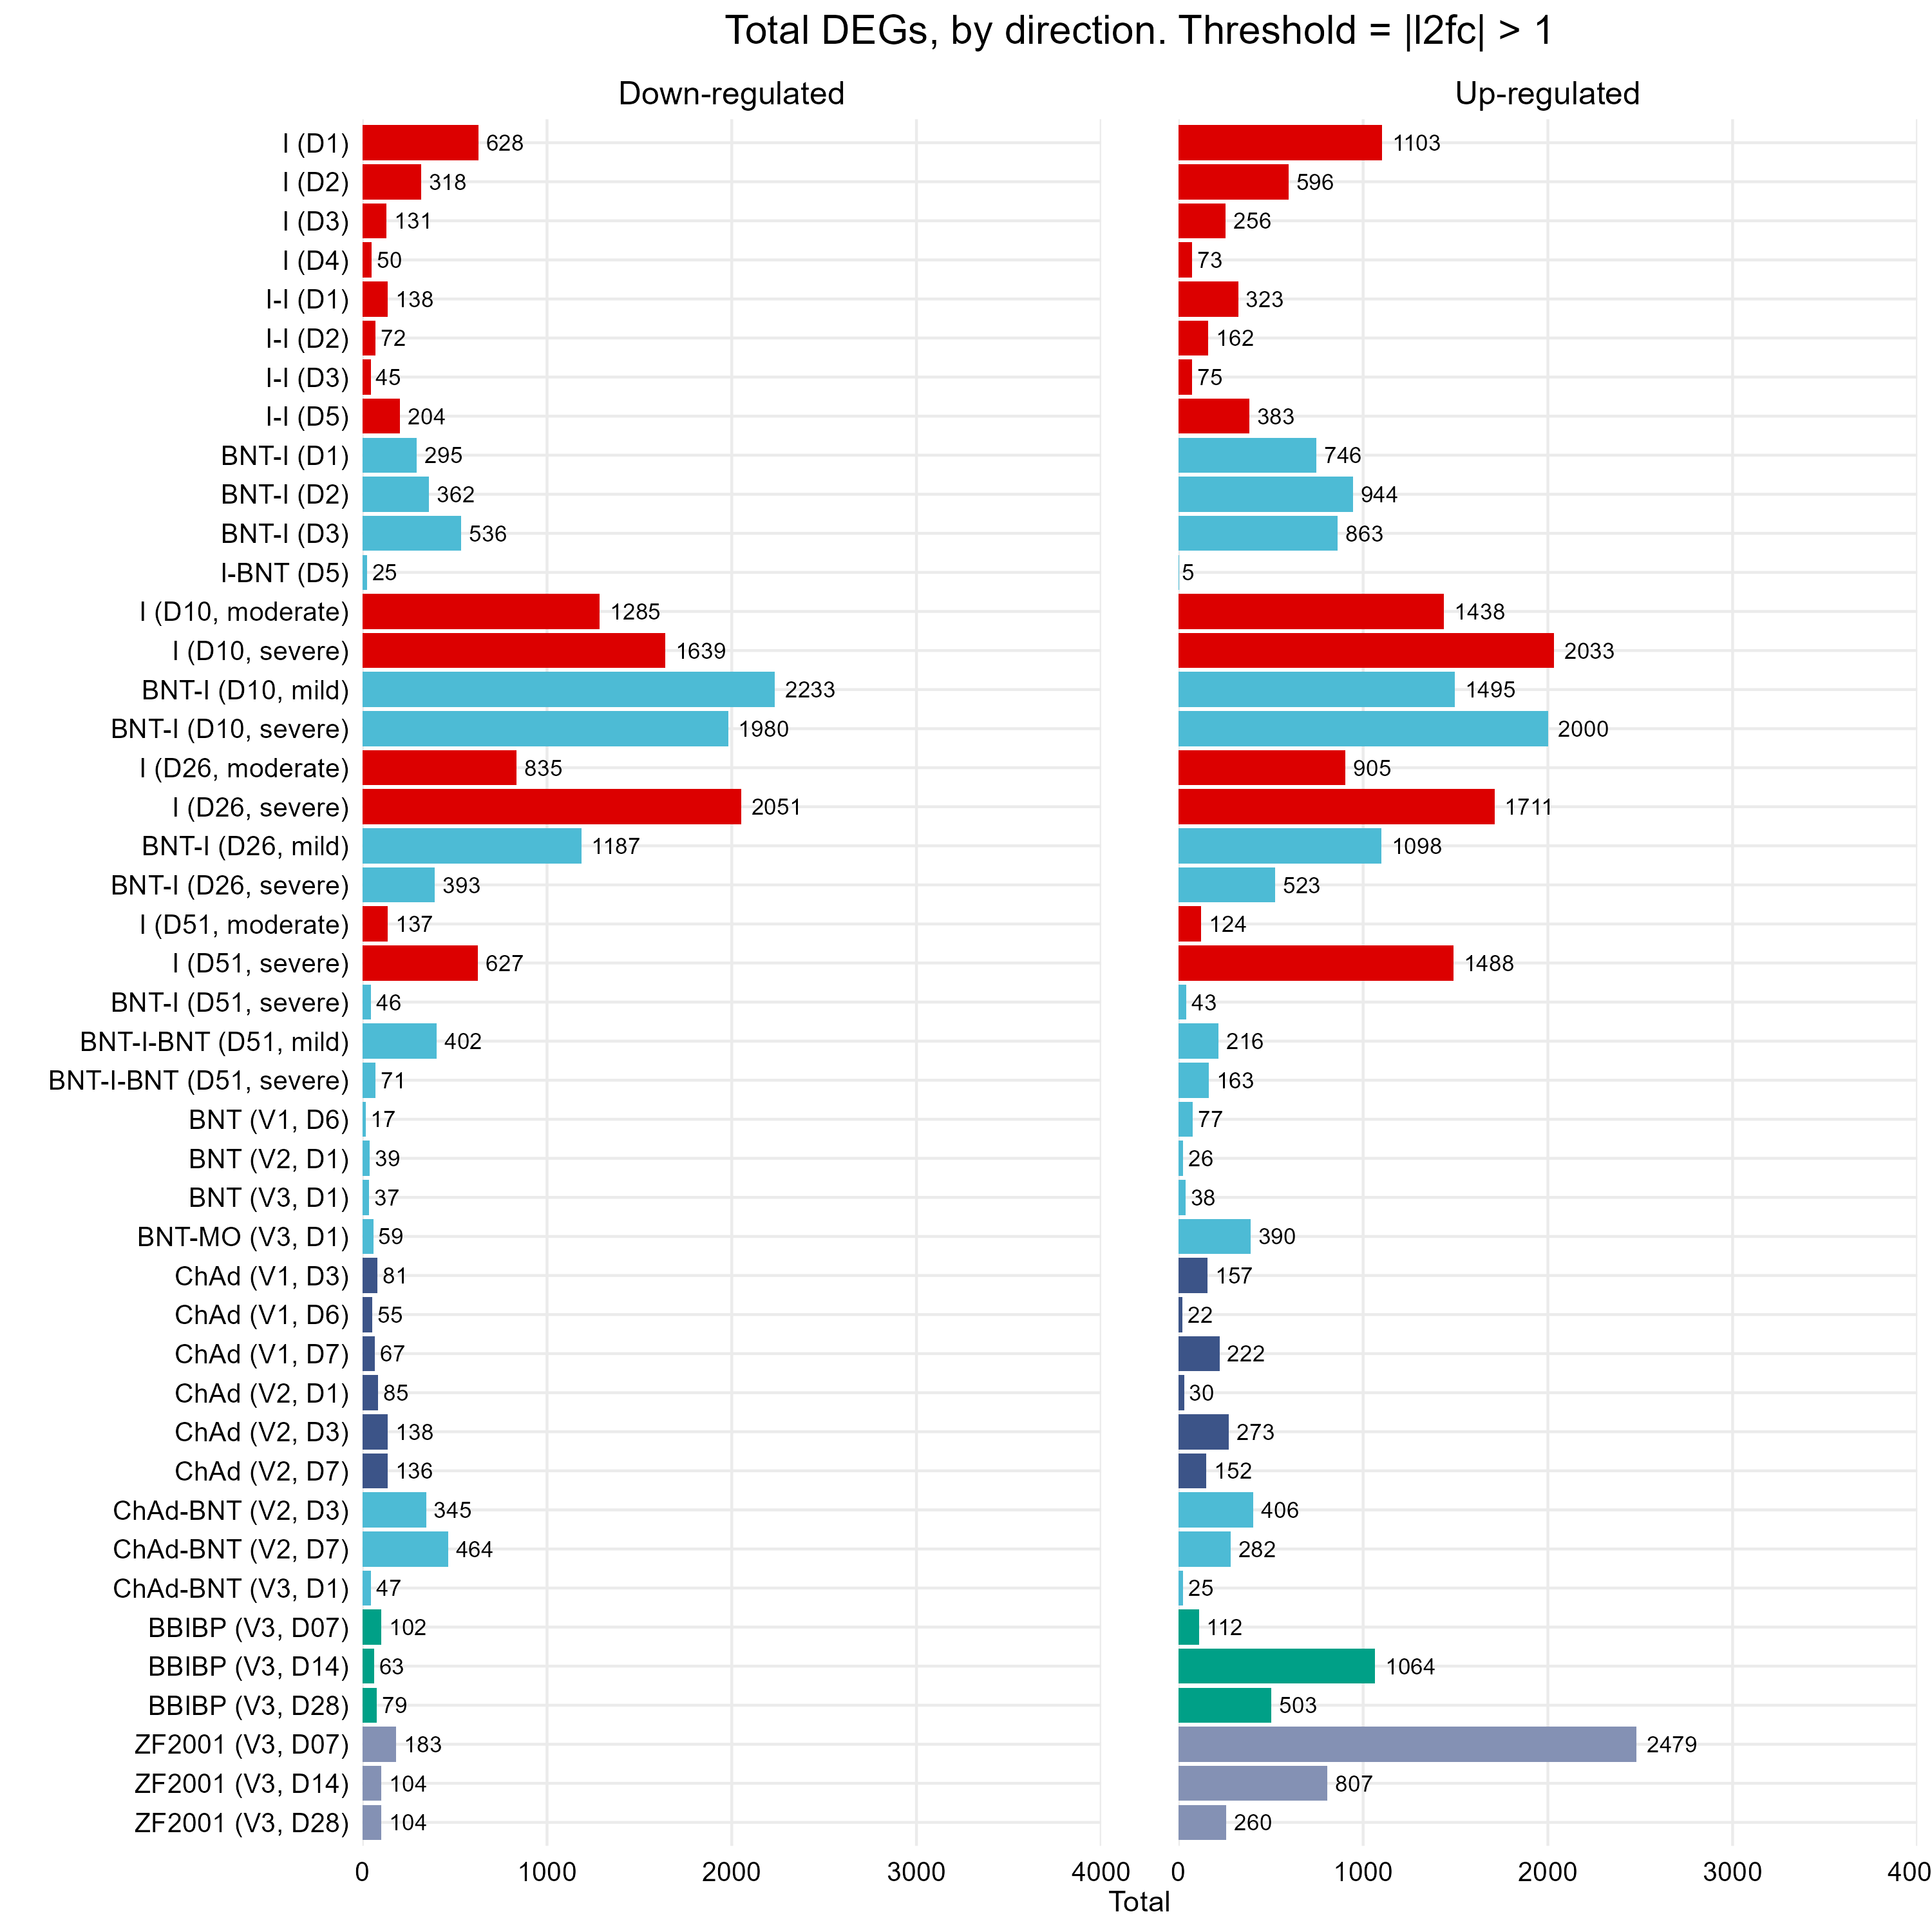 Total DEGs, by direction. Threshold = |l2fc| > 1
Down-regulated Up-regulated
I (D1) 628 1103
I (D2) 318 596
I (D3) 131 256
I (D4) 50 73
I-I (D1) 138 323
I-I (D2) 72 162
I-I (D3) 45 75
I-I (D5) 204 383
BNT-I (D1) 295 746
BNT-I (D2) 362 944
BNT-I (D3) 536 863
I-BNT (D5) 25 5
I (D10, moderate) 1285 1438
I (D10, severe) 1639 2033
BNT-I (D10, mild) 2233 1495
BNT-I (D10, severe) 1980 2000
I (D26, moderate) 835 905
I (D26, severe) 2051 1711
BNT-I (D26, mild) 1187 1098
BNT-I (D26, severe) 393 523
I (D51, moderate) 137 124
I (D51, severe) 627 1488
BNT-I (D51, severe) 46 43
BNT-I-BNT (D51, mild) 402 216
BNT-I-BNT (D51, severe) 71 163
BNT (V1, D6) 17 77
BNT (V2, D1) 39 26
BNT (V3, D1) 37 38
BNT-MO (V3, D1) 59 390
ChAd (V1, D3) 81 157
ChAd (V1, D6) 55 22
ChAd (V1, D7) 67 222
ChAd (V2, D1) 85 30
ChAd (V2, D3) 138 273
ChAd (V2, D7) 136 152
ChAd-BNT (V2, D3) 345 406
ChAd-BNT (V2, D7) 464 282
ChAd-BNT (V3, D1) 47 25
BBIBP (V3, D07) 102 112
BBIBP (V3, D14) 63 1064
BBIBP (V3, D28) 79 503
ZF2001 (V3, D07) 183 2479
ZF2001 (V3, D14) 104 807
ZF2001 (V3, D28) 104 260
0 1000 2000 3000 4000 0 1000 2000 3000 400
Total